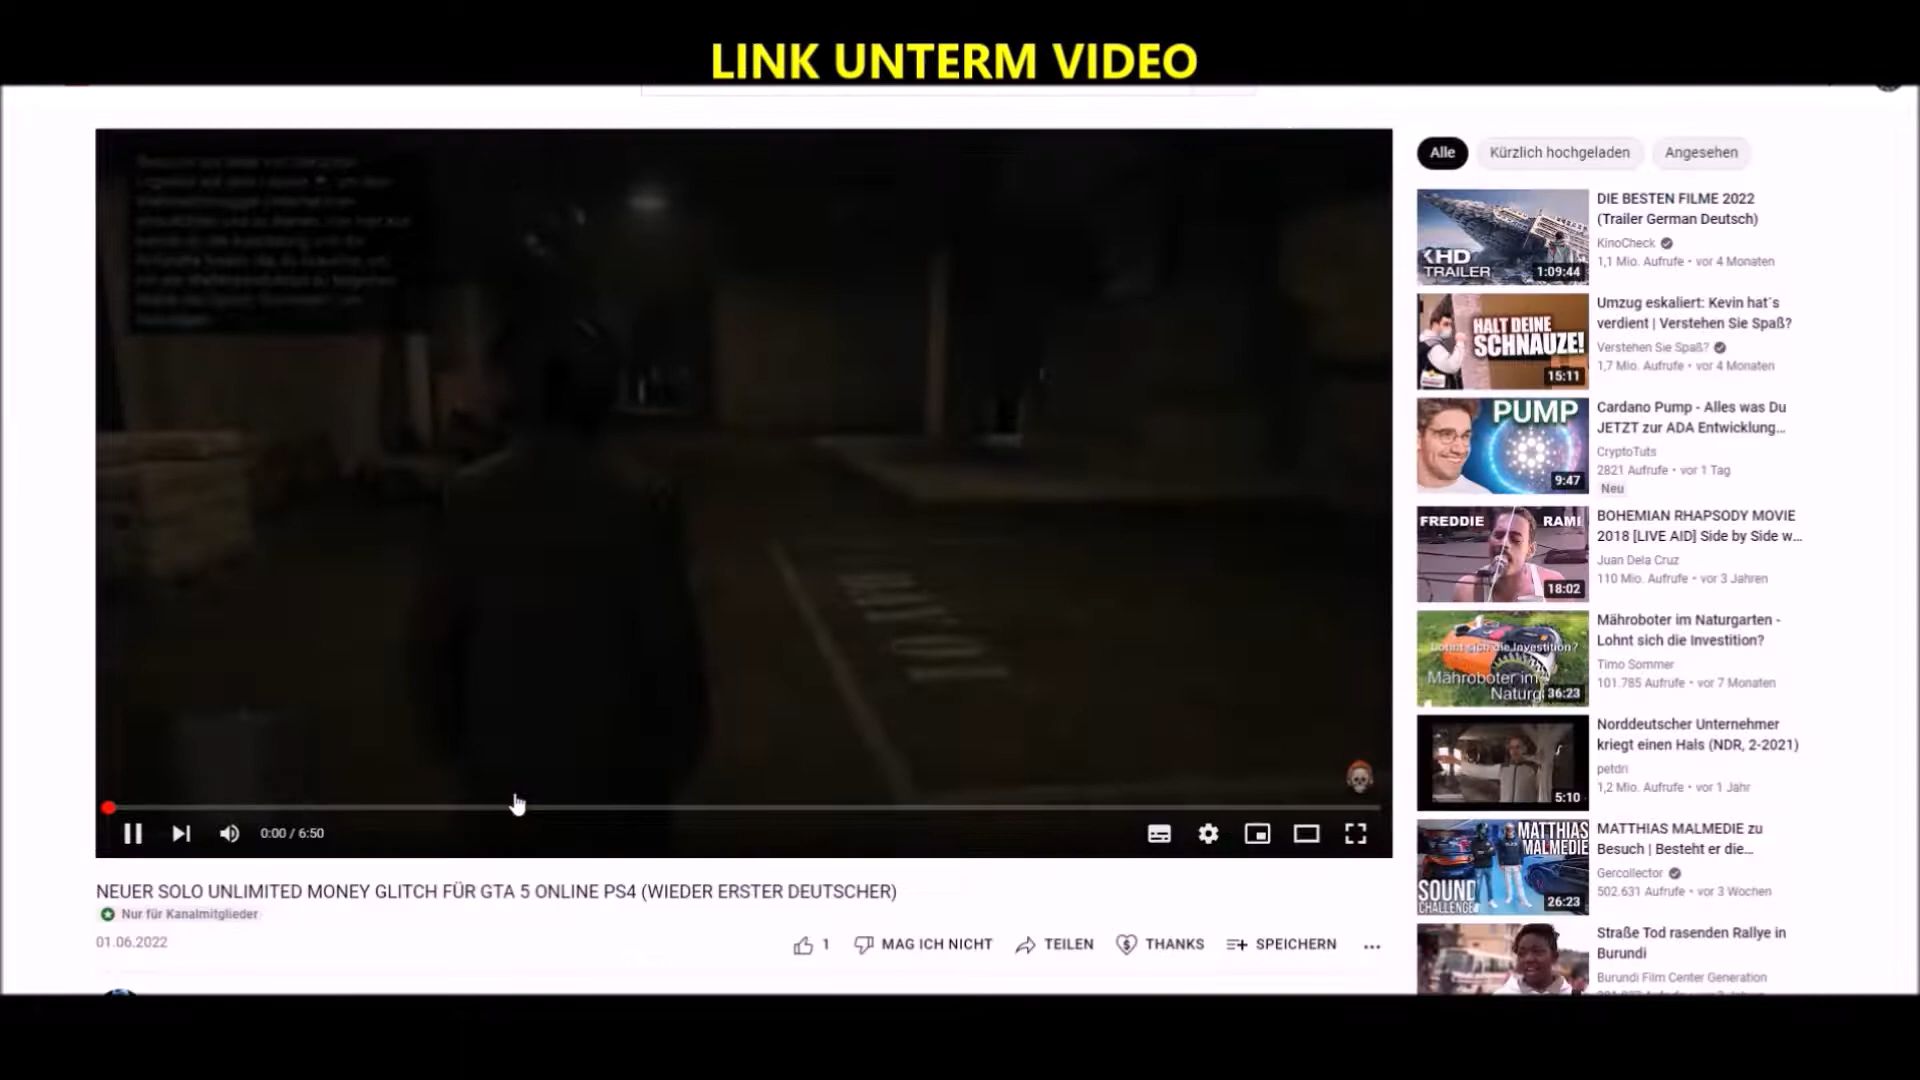 LINK UNTERM VIDEO
0:00 / 6:50
NEUER SOLO UNLIMITED MONEY GLITCH FÜR GTA 5 ONLINE PS4 (WIEDER ERSTER DEUTSCHER)
Nur für Kanalmitglieder
01.06.2022
1
MAG ICH NICHT
TEILEN
THANKS
SPEICHERN
Alle
Kürzlich hochgeladen
Angesehen
XHD
TRAILER
1:09:44
DIE BESTEN FILME 2022
(Trailer German Deutsch)
KinoCheck
1,1 Mio. Aufrufe • vor 4 Monaten
HALT DEINE
SCHNAUZE!
15:11
Umzug eskaliert: Kevin hat´s
verdient | Verstehen Sie Spaß?
Verstehen Sie Spaß?
1,7 Mio. Aufrufe • vor 4 Monaten
PUMP
9:47
Cardano Pump - Alles was Du
JETZT zur ADA Entwicklung...
CryptoTuts
2821 Aufrufe • vor 1 Tag
Neu
FREDDIE RAMI
18:02
BOHEMIAN RHAPSODY MOVIE
2018 [LIVE AID] Side by Side w...
Juan Dela Cruz
110 Mio. Aufrufe • vor 3 Jahren
Lohnt sich die Investition?
Mähroboter im
Naturg
36:23
Mähroboter im Naturgarten -
Lohnt sich die Investition?
Timo Sommer
101.785 Aufrufe • vor 7 Monaten
5:10
Norddeutscher Unternehmer
kriegt einen Hals (NDR, 2-2021)
petdri
1,2 Mio. Aufrufe • vor 1 Jahr
MATTHIAS
MALMEDIE
SOUND
CHALLENGE
26:23
MATTHIAS MALMEDIE zu
Besuch | Besteht er die...
Gercollector
502.631 Aufrufe • vor 3 Wochen
Straße Tod rasenden Rallye in
Burundi
Burundi Film Center Generation